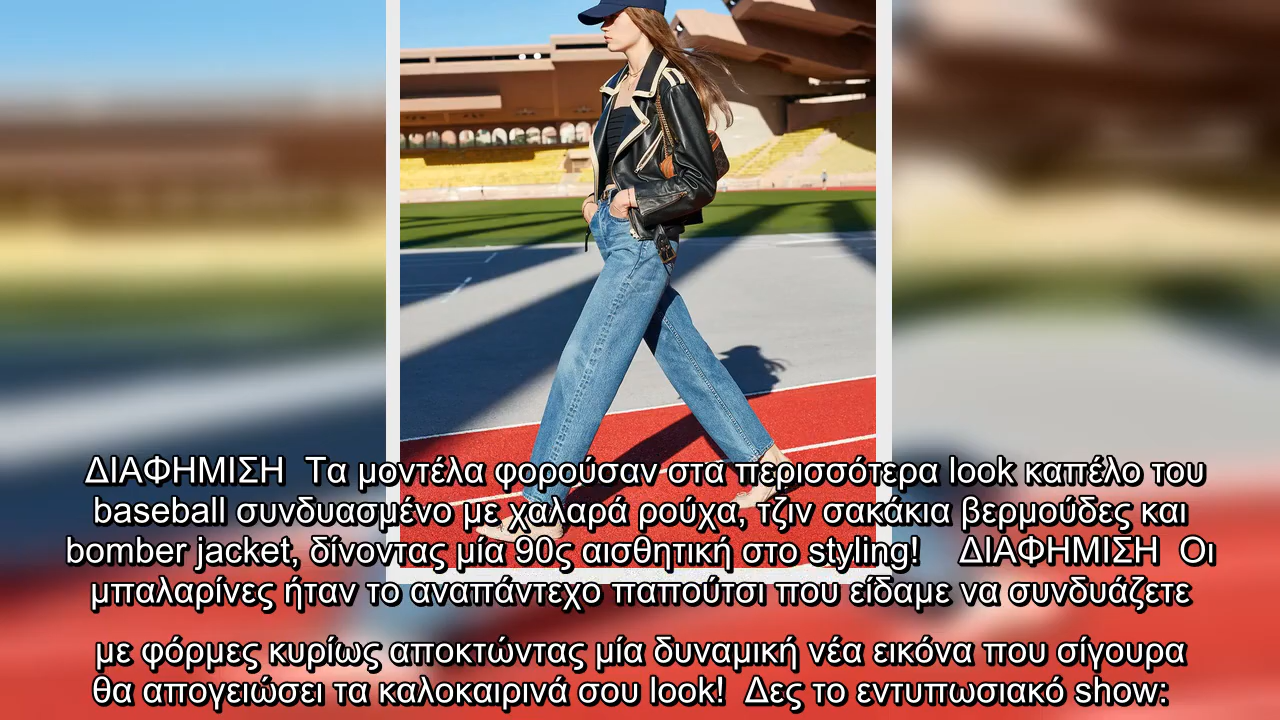 ΔΙΑΦΗΜΙΣΗ  Τα μοντέλα φορούσαν στα περισσότερα look καπέλο του
baseball συνδυασμένο με χαλαρά ρούχα, τζιν σακάκια βερμούδες και
bomber jacket, δίνοντας μία 90ς αισθητική στο styling!    ΔΙΑΦΗΜΙΣΗ  Οι
μπαλαρίνες ήταν το αναπάντεχο παπούτσι που είδαμε να συνδυάζετε
με φόρμες κυρίως αποκτώντας μία δυναμική νέα εικόνα που σίγουρα
θα απογειώσει τα καλοκαιρινά σου look!  Δες το εντυπωσιακό show: